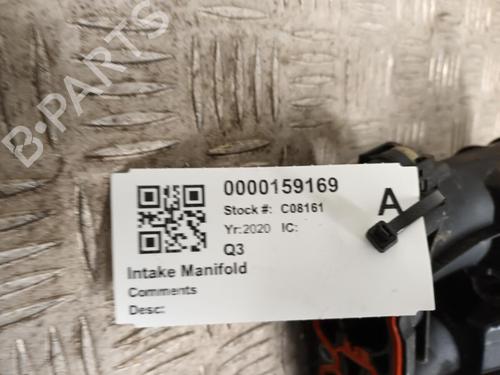 B-PARTS
0000159169
Stock #: C08161
A
Yr:2020 IC:
Q3
Intake Manifold
Comments
Desc: